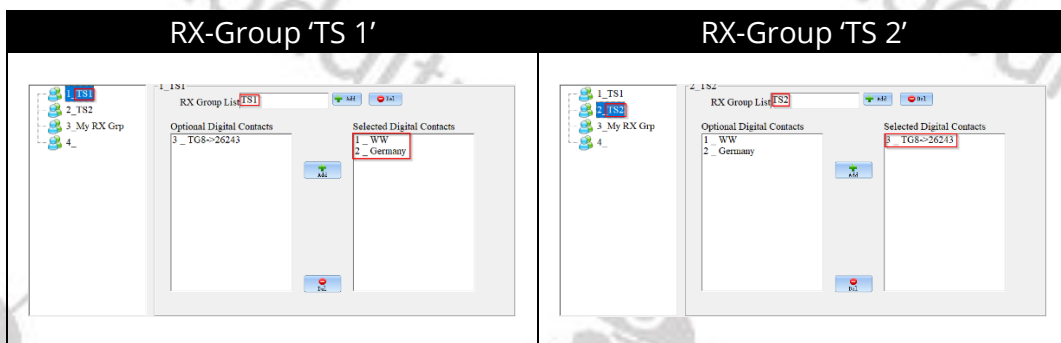 RX-Group ‘TS 1’
1_TS1
2_TS2
3_My RX Grp
4_
1_TS1
RX Group List TS1
Add
Del
Optional Digital Contacts
3 _ TG8->26243
Add
Del
Selected Digital Contacts
1 _ WW
2 _ Germany
RX-Group ‘TS 2’
1_TS1
2_TS2
3_My RX Grp
4_
2_TS2
RX Group List TS2
Add
Del
Optional Digital Contacts
1 _ WW
2 _ Germany
Add
Del
Selected Digital Contacts
3 _ TG8->26243